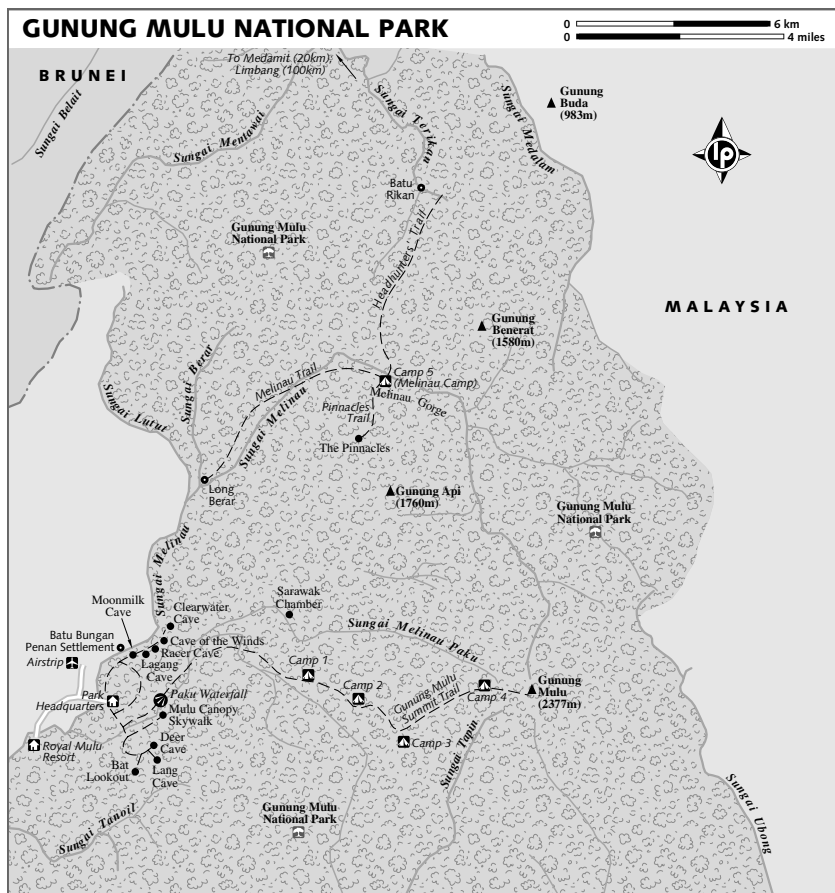 GUNUNG MULU NATIONAL PARK
0 6 km
0 4 miles
BRUNEI
To Medamit (20km),
Limbang (100km)
Sungai Belait
Sungai Mentawai
Sungai Terikan
Sungai Medalam
Gunung
Buda
(983m)
lp
Batu
Rikan
Gunung Mulu
National Park
Headhunters' Trail
MALAYSIA
Gunung
Benerat
(1580m)
Sungai Berar
Melinau Trail
Camp 5
(Melinau Camp)
Melinau Gorge
Sungai Lutut
Sungai Melinau
Pinnacles
Trail
The Pinnacles
Long
Berar
Gunung Api
(1760m)
Gunung Mulu
National Park
Sungai Melinau
Moonmilk
Cave
Clearwater
Cave
Sarawak
Chamber
Sungai Melinau Paku
Batu Bungan
Penan Settlement
Cave of the Winds
Racer Cave
Airstrip
Lagang
Cave
Camp 1
Park
Headquarters
Paku Waterfall
Camp 2
Gunung Mulu
Summit Trail
Camp 4
Gunung
Mulu
(2377m)
Mulu Canopy
Skywalk
Royal Mulu
Resort
Deer
Cave
Camp 3
Bat
Lookout
Lang
Cave
Sungai Tapin
Sungai Tanoil
Gunung Mulu
National Park
Sungai Ubong